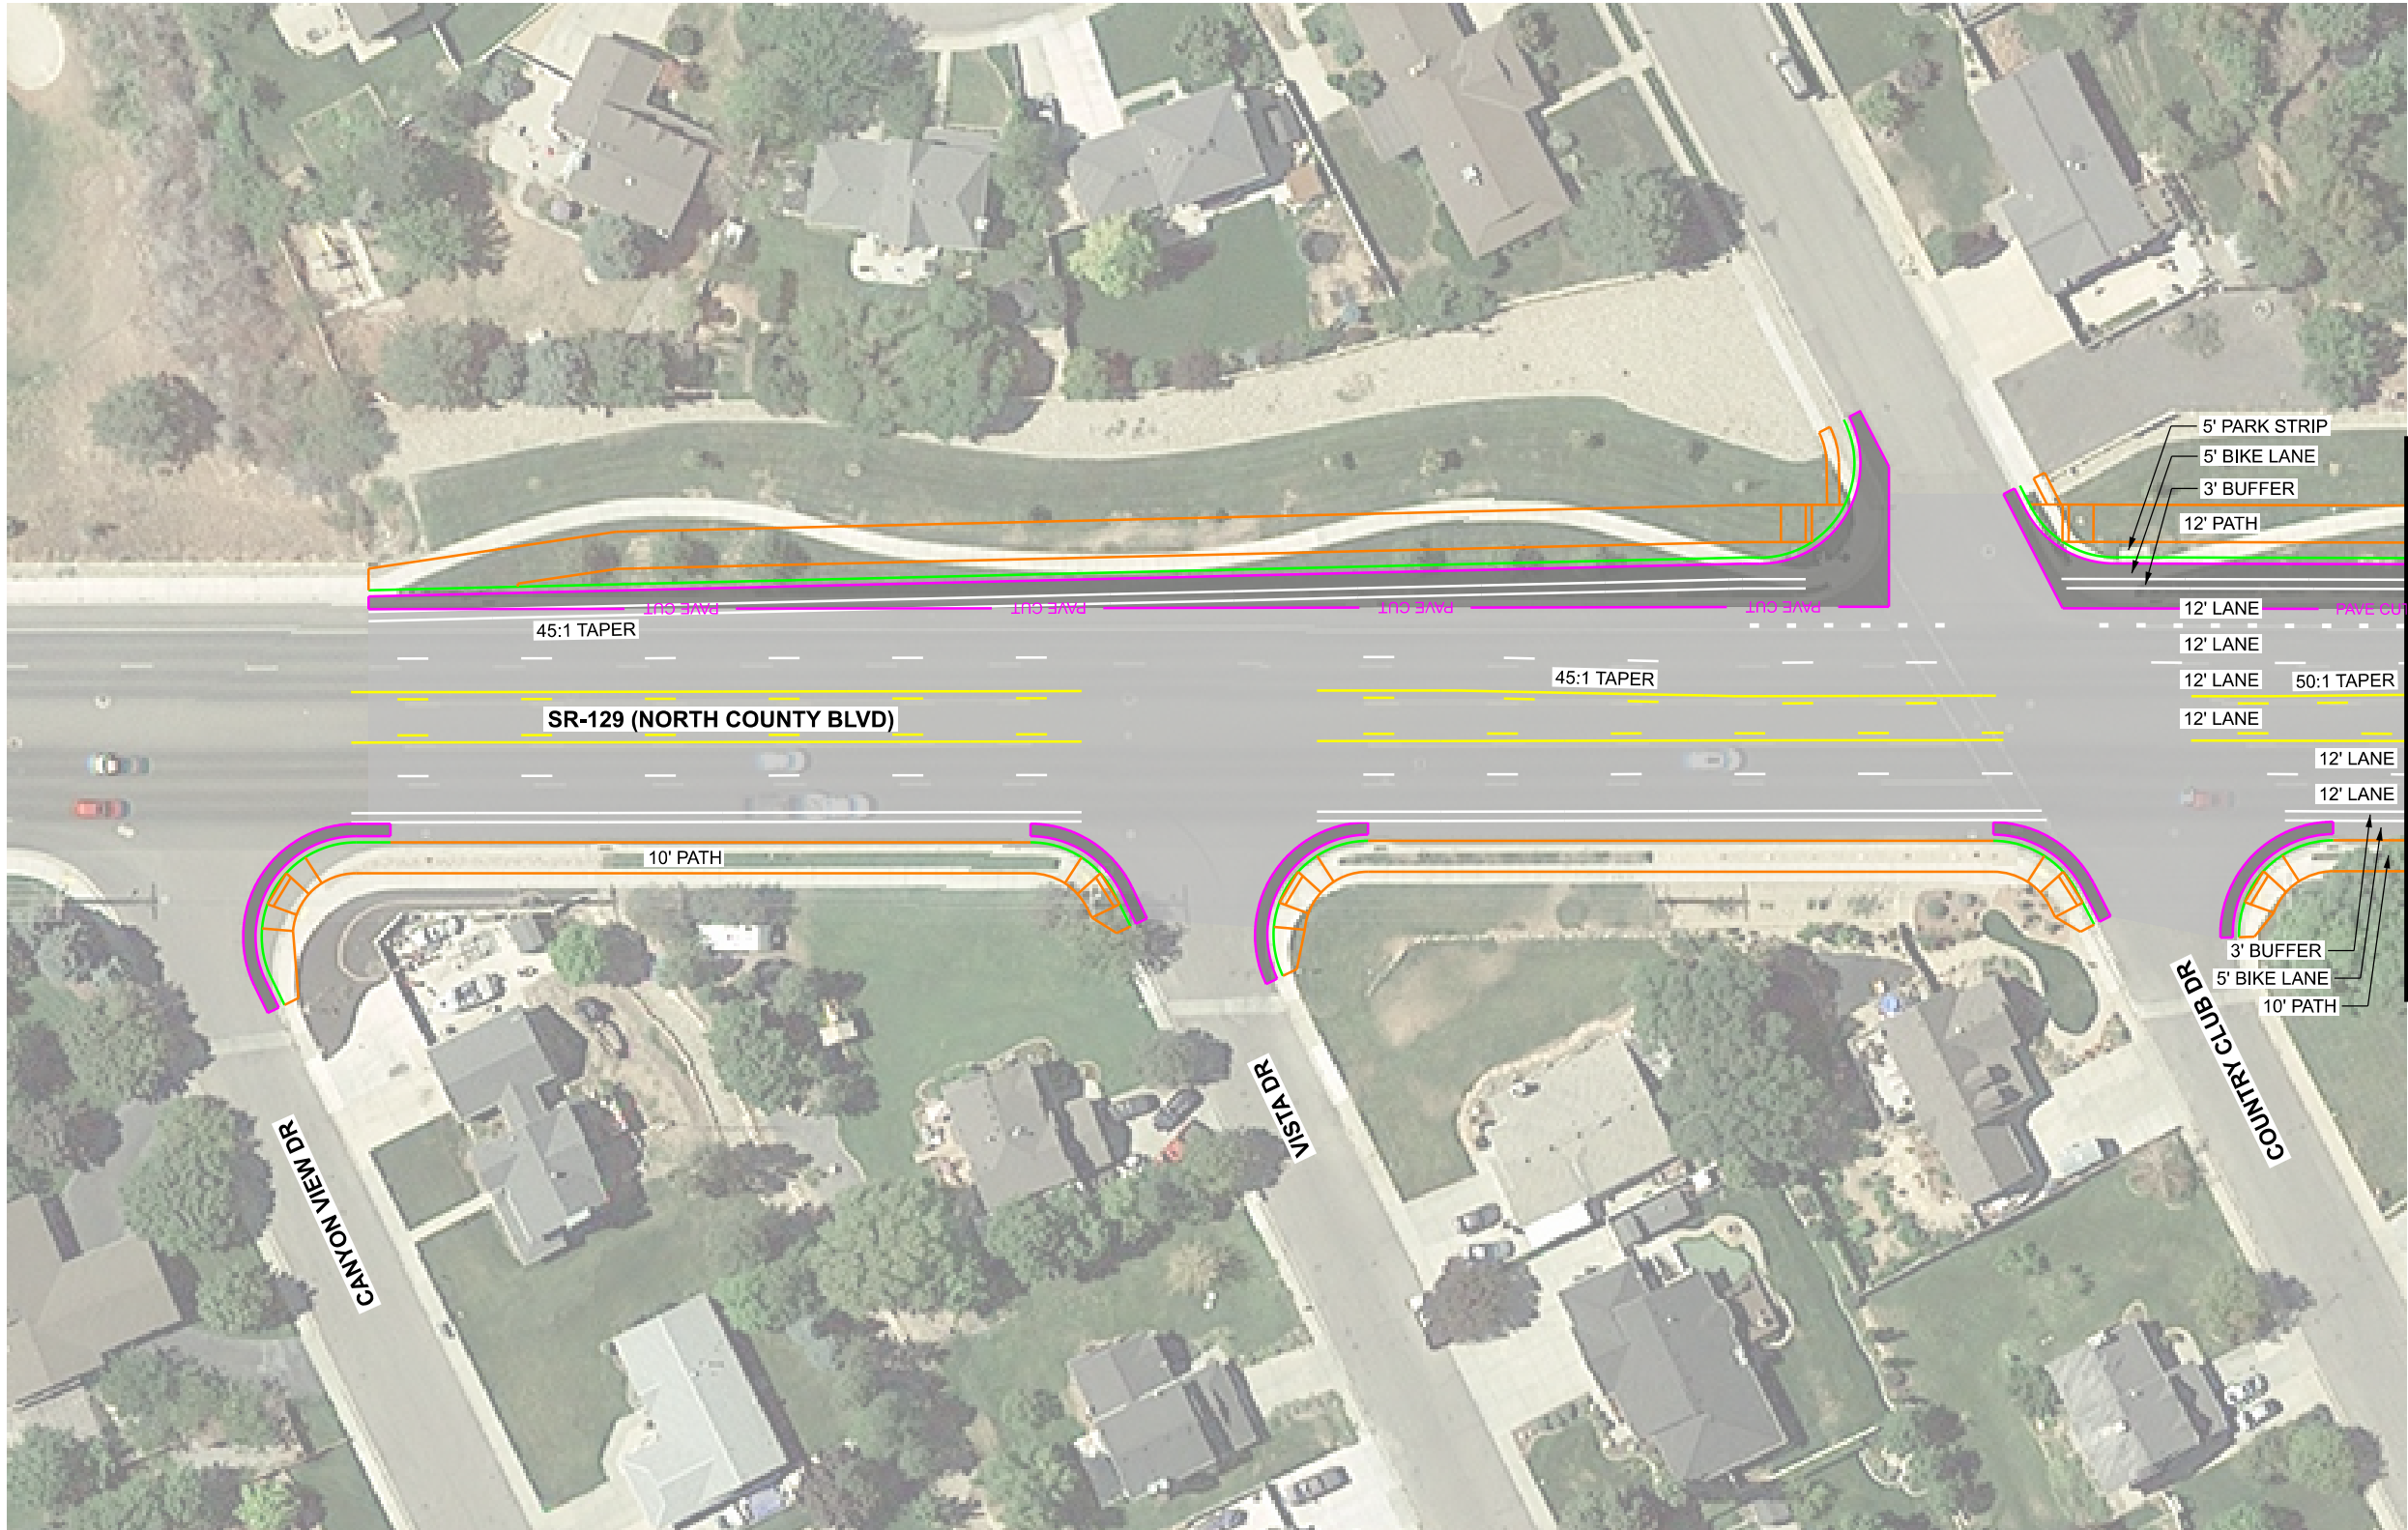 5' PARK STRIP
5' BIKE LANE
3' BUFFER
12' PATH
PAVE CUT
PAVE CUT
PAVE CUT
PAVE CUT
12' LANE
PAVE CUT
45:1 TAPER
12' LANE
45:1 TAPER
12' LANE
50:1 TAPER
SR-129 (NORTH COUNTY BLVD)
12' LANE
12' LANE
12' LANE
10' PATH
3' BUFFER
5' BIKE LANE
10' PATH
CANYON VIEW DR
VISTA DR
COUNTRY CLUB DR